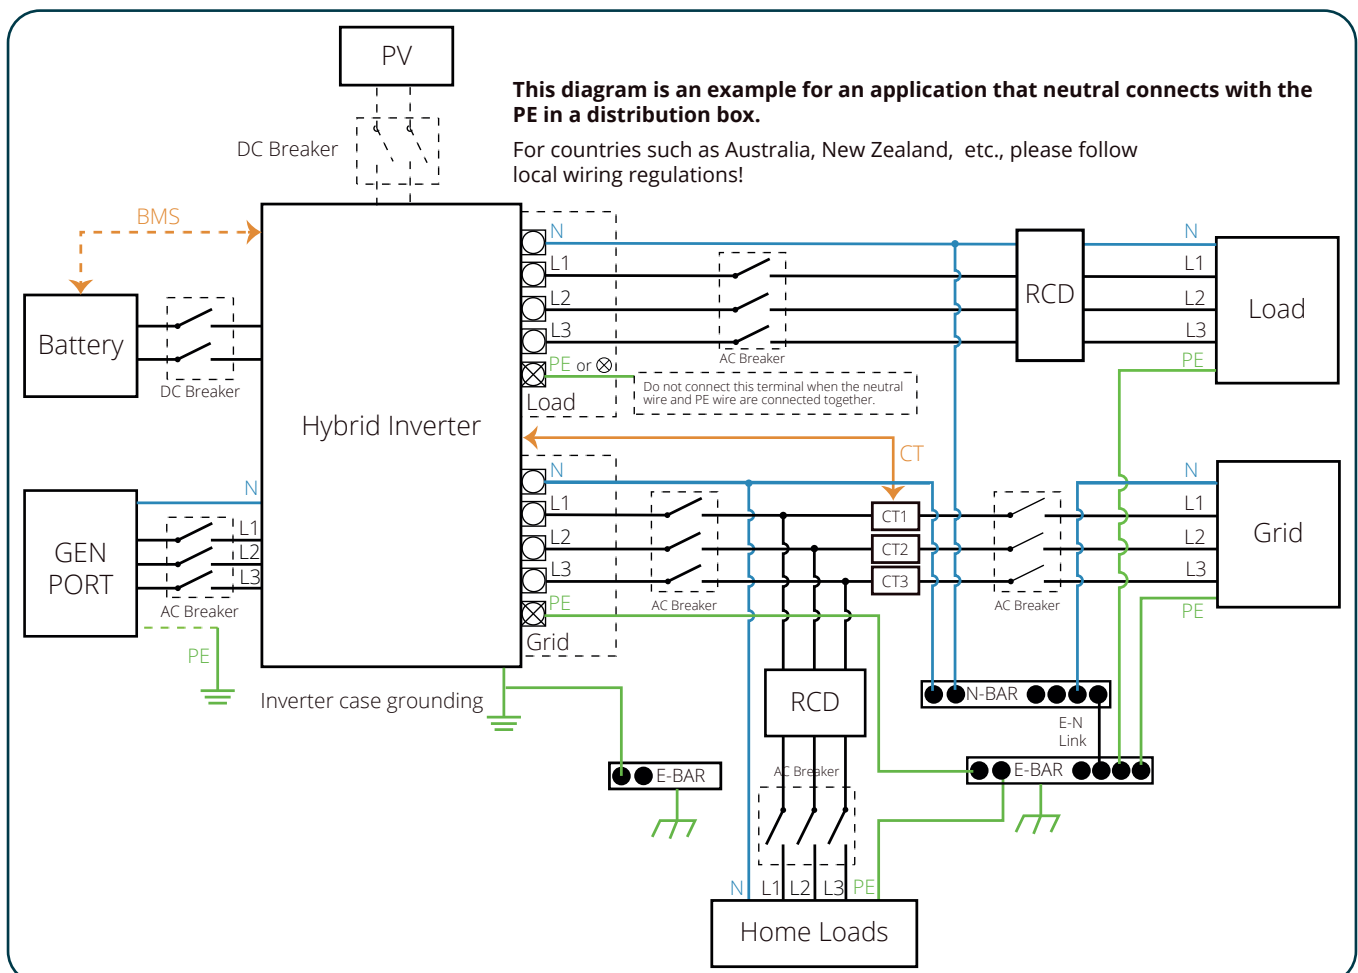 PV
This diagram is an example for an application that neutral connects with the
PE in a distribution box.
For countries such as Australia, New Zealand, etc., please follow
local wiring regulations!
DC Breaker
BMS
N
L1
L2
L3
PE or ⊗
Load
AC Breaker
Do not connect this terminal when the neutral
wire and PE wire are connected together.
RCD
N
L1
L2
L3
PE
Load
Battery
DC Breaker
Hybrid Inverter
CT
N
L1
L2
L3
PE
Grid
AC Breaker
CT1
CT2
CT3
AC Breaker
N
L1
L2
L3
PE
Grid
GEN
PORT
N
L1
L2
L3
AC Breaker
PE
Inverter case grounding
RCD
N-BAR
E-N
Link
E-BAR
E-BAR
AC Breaker
N
L1
L2
L3
PE
Home Loads